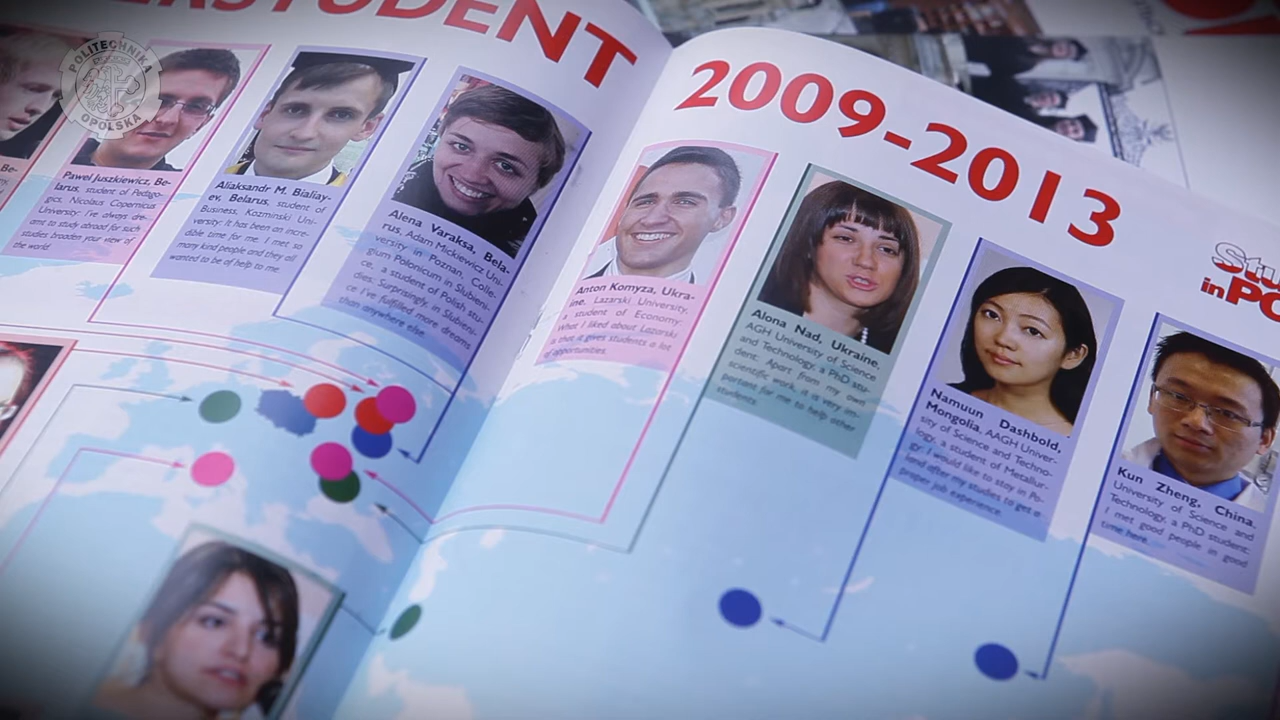 POLITECHNIKA
OPOLSKA
ERSTUDENT
2009-2013
Stu
in PO
Be-
Paweł Juszkiewicz, Be-
larus, student of Pedago-
gics, Nicolaus Copernicus
University: I've always dre-
amt to study abroad for such
studies broaden your view of
the world
Aliaksandr M. Bialiay-
ev, Belarus, student of
Business, Kozminski Uni-
versity: It has been an incre-
dible time for me. I met so
many kind people and they all
wanted to be of help to me.
Alena Varaksa, Bela-
rus, Adam Mickiewicz Uni-
versity in Poznan, Colle-
gium Polonicum in Slubeni-
ce, a student of Polish stu-
dies: Surprisingly, in Slubeni-
ce I've fulfilled more dreams
than anywhere else.
Anton Komyza, Ukra-
ine, Lazarski University,
a student of Economy:
What I liked about Lazarski
is that it gives students a lot
of opportunities.
Alona Nad, Ukraine,
AGH University of Science
and Technology, a PhD stu-
dent: Apart from my own
scientific work, it is very im-
portant for me to help other
students.
Namuun Dashbold,
Mongolia, AAGH Univer-
sity of Science and Techno-
logy, a student of Metallur-
gy: I would like to stay in Po-
land after my studies to get a
proper job experience.
Kun Zheng, China,
University of Science and
Technology, a PhD student:
I met good people in good
time here.